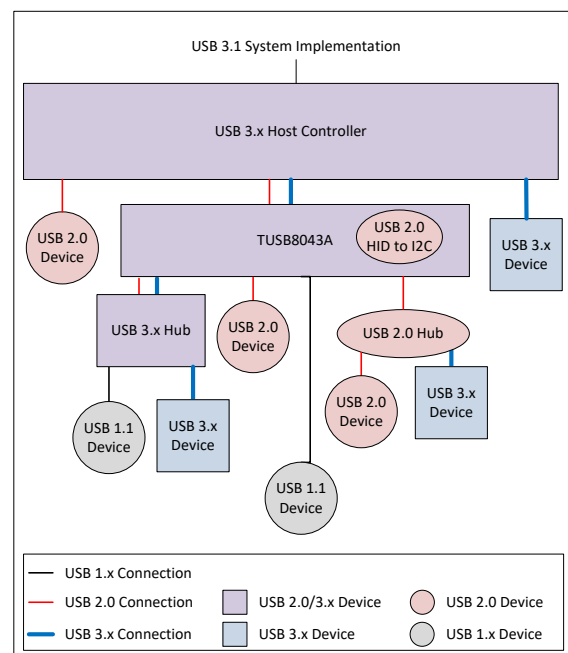 USB 3.1 System Implementation
USB 3.x Host Controller
USB 2.0
Device
TUSB8043A
USB 2.0
HID to I2C
USB 3.x
Device
USB 3.x Hub
USB 2.0
Device
USB 2.0 Hub
USB 1.1
Device
USB 3.x
Device
USB 2.0
Device
USB 3.x
Device
USB 1.1
Device
USB 1.x Connection
USB 2.0 Connection
USB 2.0/3.x Device
USB 2.0 Device
USB 3.x Connection
USB 3.x Device
USB 1.x Device